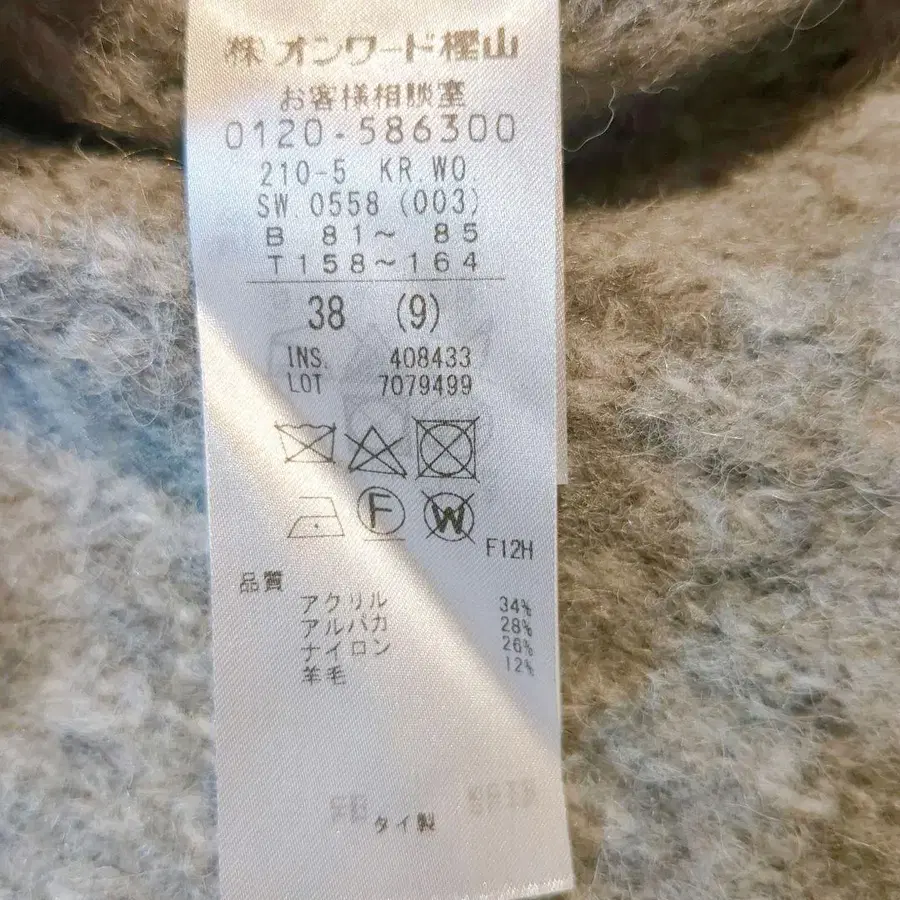 ㈱オンワード樫山
お客様相談室
0120-586300
210-5 KR.WO
SW.0558 (003)
B 81～ 85
T158～164
38 (9)
INS. 408433
LOT 7079499
F
W
F12H
品質
アクリル 34%
アルパカ 28%
ナイロン 26%
羊毛 12%
タイ製